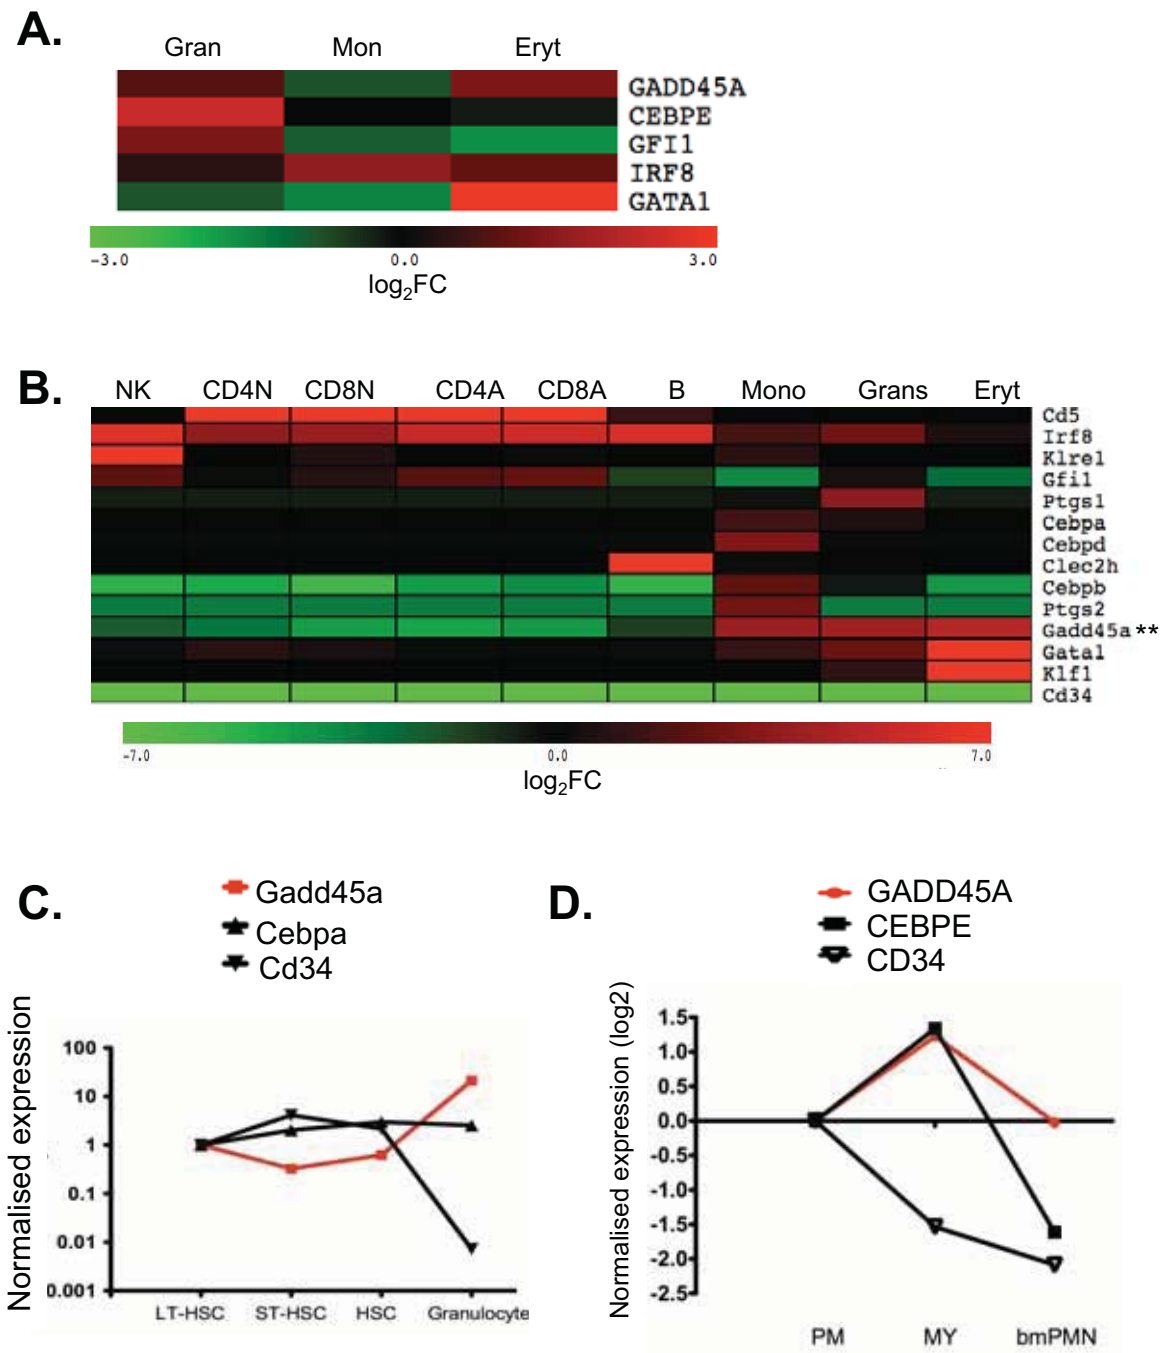 A.
Gran Mon Eryt
GADD45A
CEBPE
GFI1
IRF8
GATA1
-3.0 0.0 3.0
log2FC
B.
NK CD4N CD8N CD4A CD8A B Mono Grans Eryt
Cd5
Irf8
Klre1
Gfi1
Ptgs1
Cebpa
Cebpd
Clec2h
Cebpb
Ptgs2
Gadd45a **
Gata1
Klf1
Cd34
-7.0 0.0 7.0
log2FC
C.
Gadd45a
Cebpa
Cd34
Normalised expression
100
10
1
0.1
0.01
0.001
LT-HSC ST-HSC HSC Granulocyte
D.
GADD45A
CEBPE
CD34
Normalised expression (log2)
1.5
1.0
0.5
0.0
-0.5
-1.0
-1.5
-2.0
-2.5
PM MY bmPMN